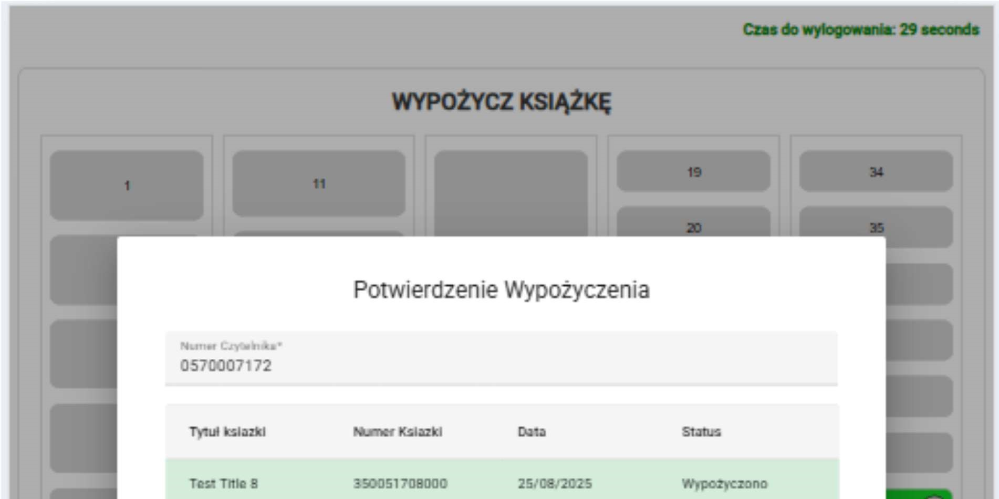 Czas do wylogowania: 29 seconds
WYPOŻYCZ KSIĄŻKĘ
1 11 19 34
20 35
Potwierdzenie Wypożyczenia
Numer Czytelnika*
0570007172
Tytuł ksiazki Numer Ksiazki Data Status
Test Title 8 350051708000 25/08/2025 Wypożyczono